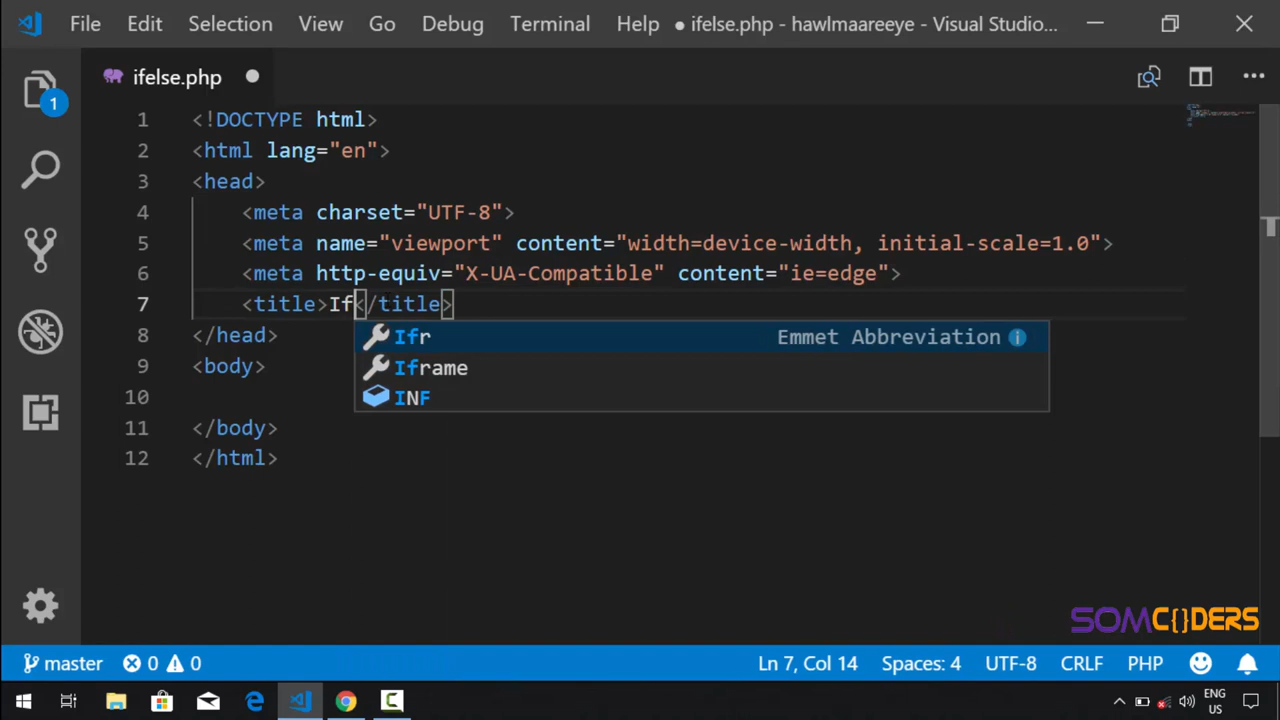 File Edit Selection View Go Debug Terminal Help ● ifelse.php - hawlmaareeye - Visual Studio...
ifelse.php
1
1 <!DOCTYPE html>
2 <html lang="en">
3 <head>
4 <meta charset="UTF-8">
5 <meta name="viewport" content="width=device-width, initial-scale=1.0">
6 <meta http-equiv="X-UA-Compatible" content="ie=edge">
7 <title>If</title>
Ifr Emmet Abbreviation
8 </head>
Iframe
9 <body>
INF
10
11 </body>
12 </html>
SOMC{}DERS
master 0 0 Ln 7, Col 14 Spaces: 4 UTF-8 CRLF PHP
ENG
US